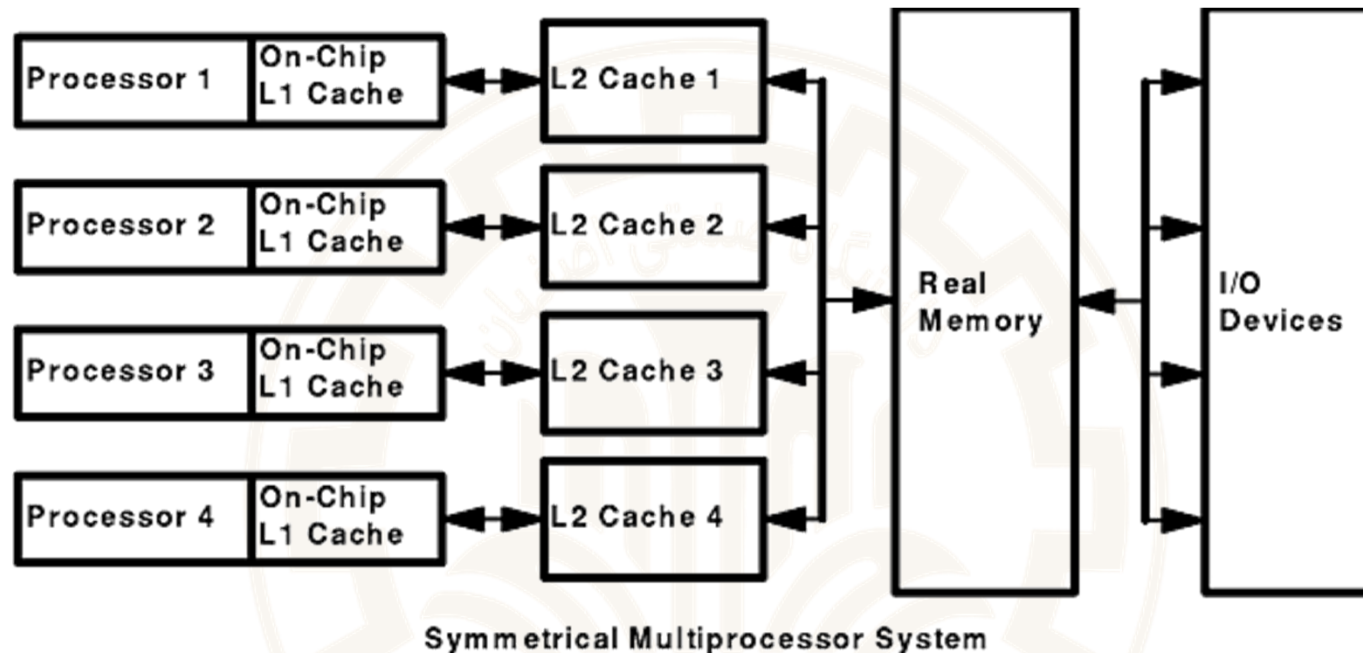 Processor 1
On-Chip
L1 Cache
L2 Cache 1
Processor 2
On-Chip
L1 Cache
L2 Cache 2
Processor 3
On-Chip
L1 Cache
L2 Cache 3
Processor 4
On-Chip
L1 Cache
L2 Cache 4
Real
Memory
I/O
Devices
Symmetrical Multiprocessor System